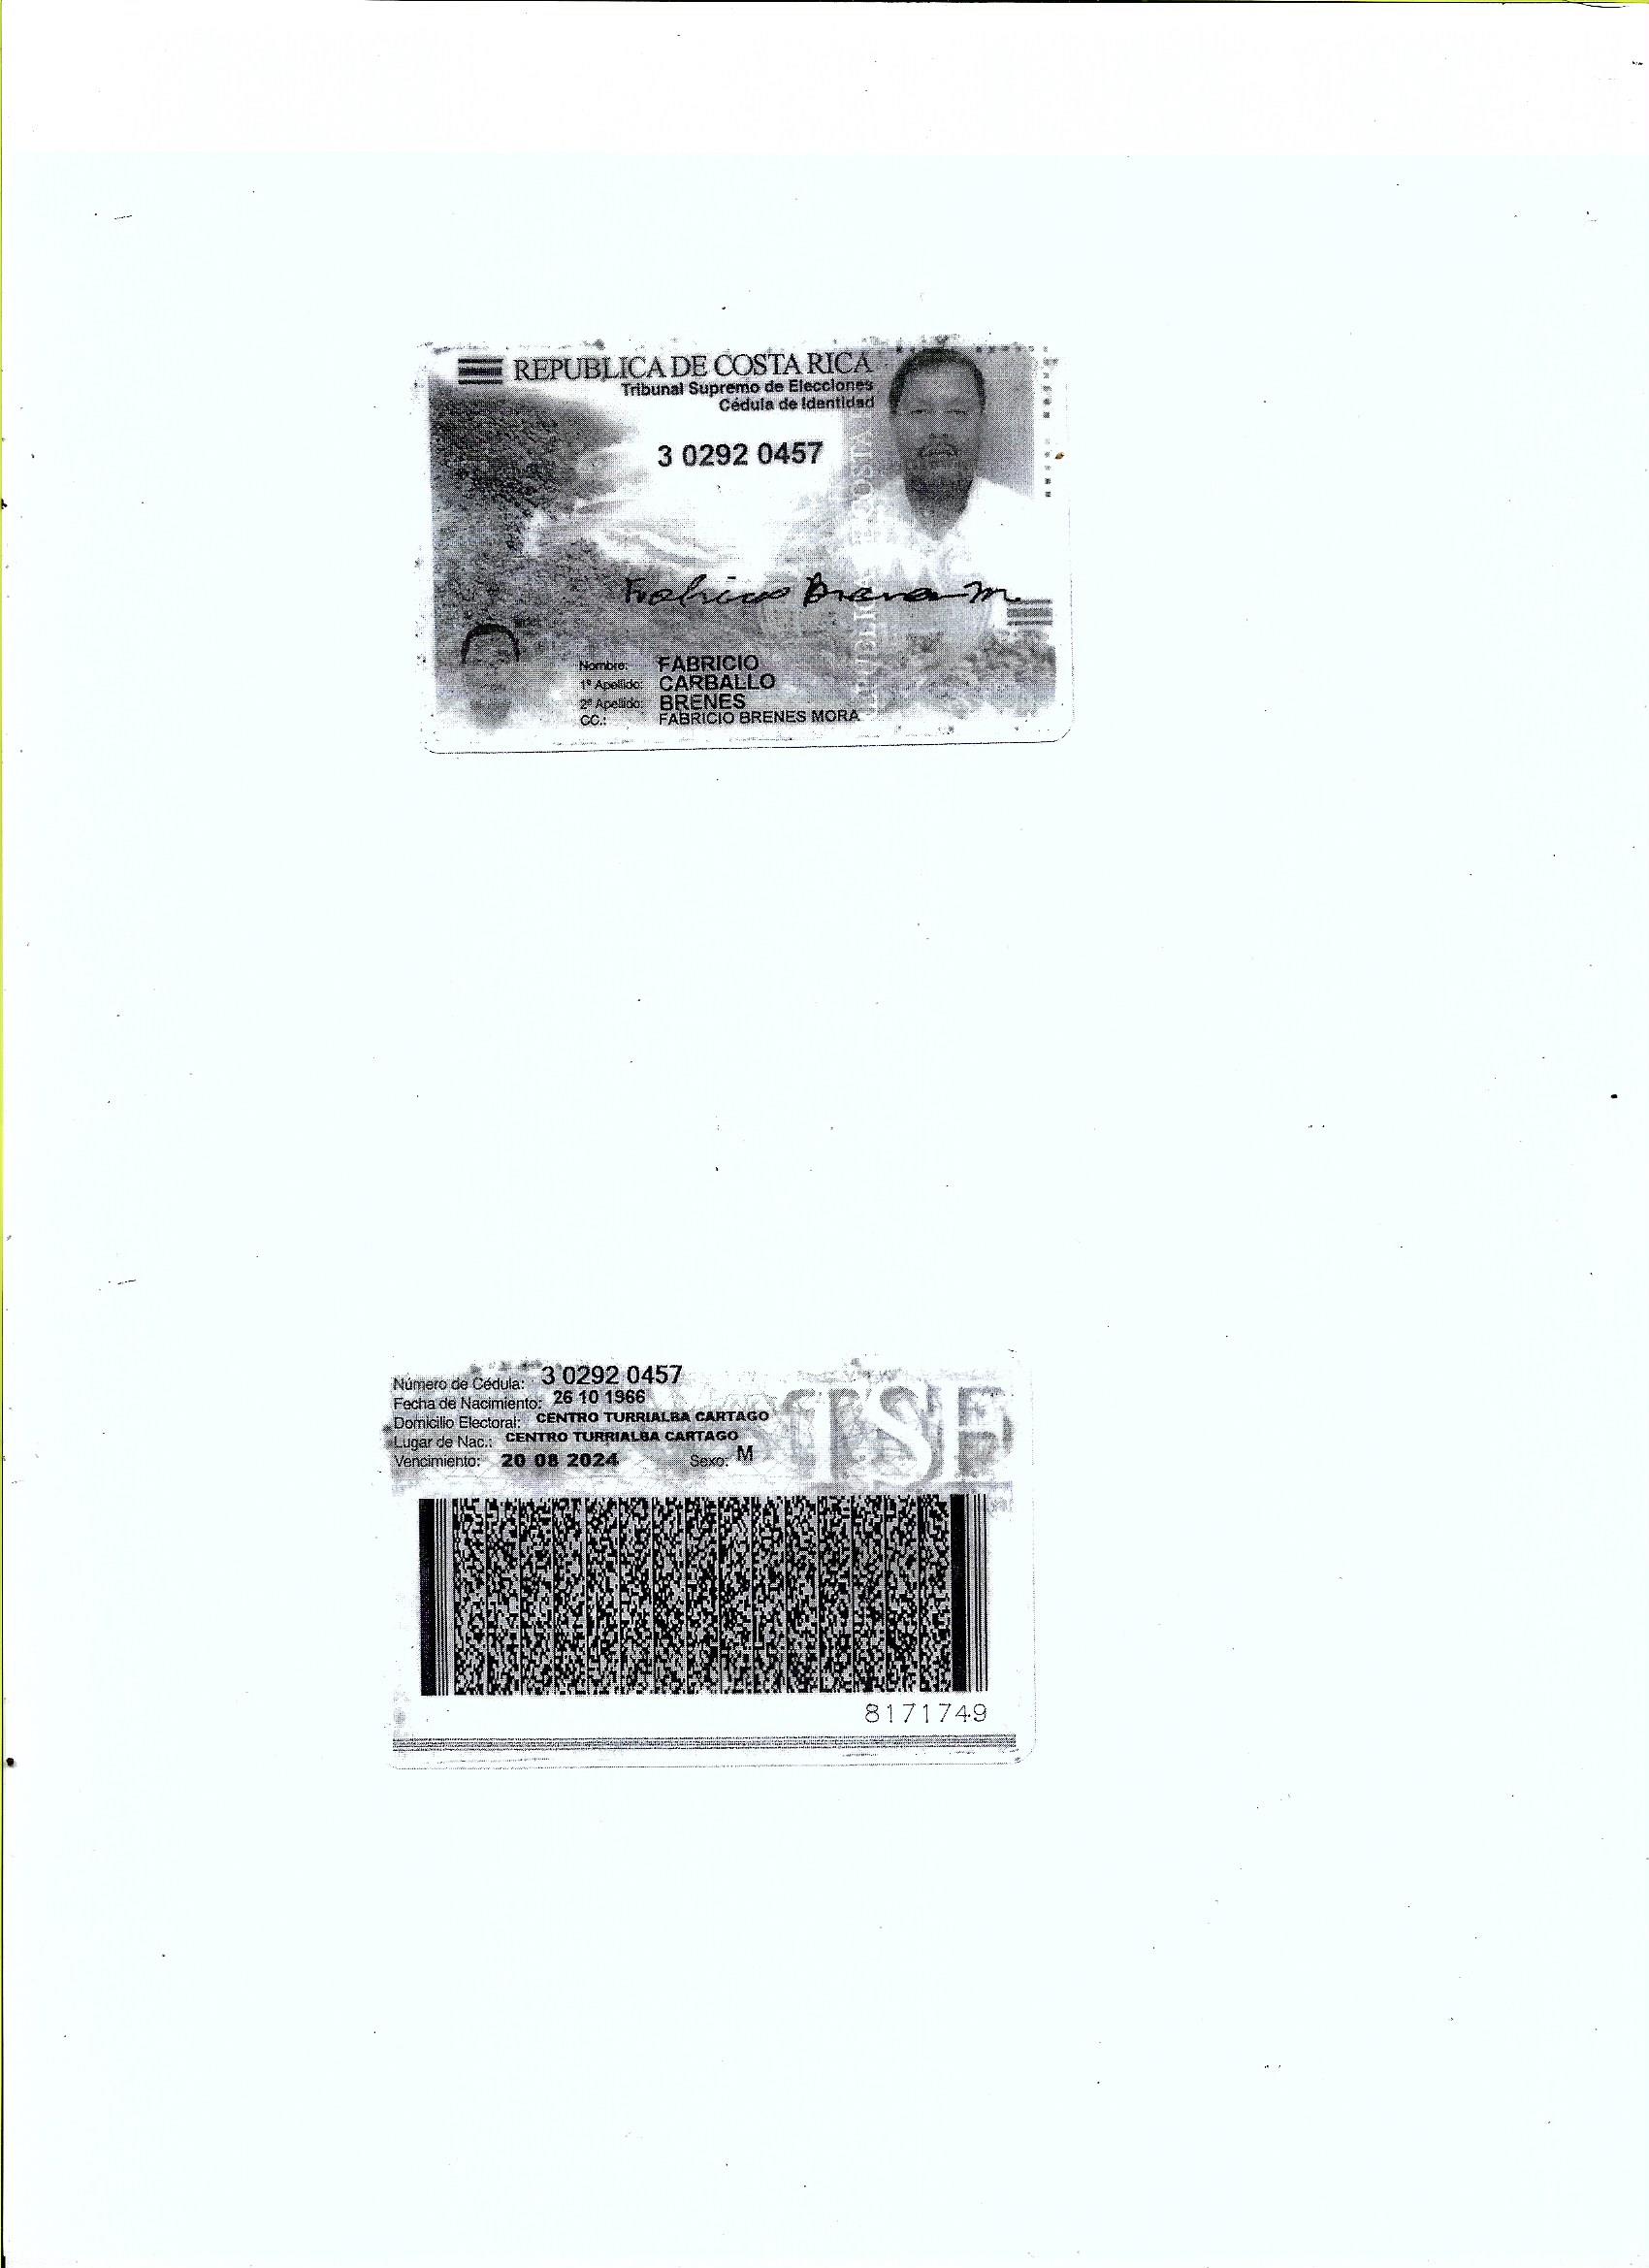 REPUBLICA DE COSTA RICA
Tribunal Supremo de Elecciones
Cédula de Identidad
3 0292 0457
Nombre: FABRICIO
1º Apellido: CARBALLO
2º Apellido: BRENES
CC.: FABRICIO BRENES MORA
Número de Cédula: 3 0292 0457
Fecha de Nacimiento: 26 10 1966
Domicilio Electoral: CENTRO TURRIALBA CARTAGO
Lugar de Nac.: CENTRO TURRIALBA CARTAGO
Vencimiento: 20 08 2024 Sexo: M
TSE
8171749